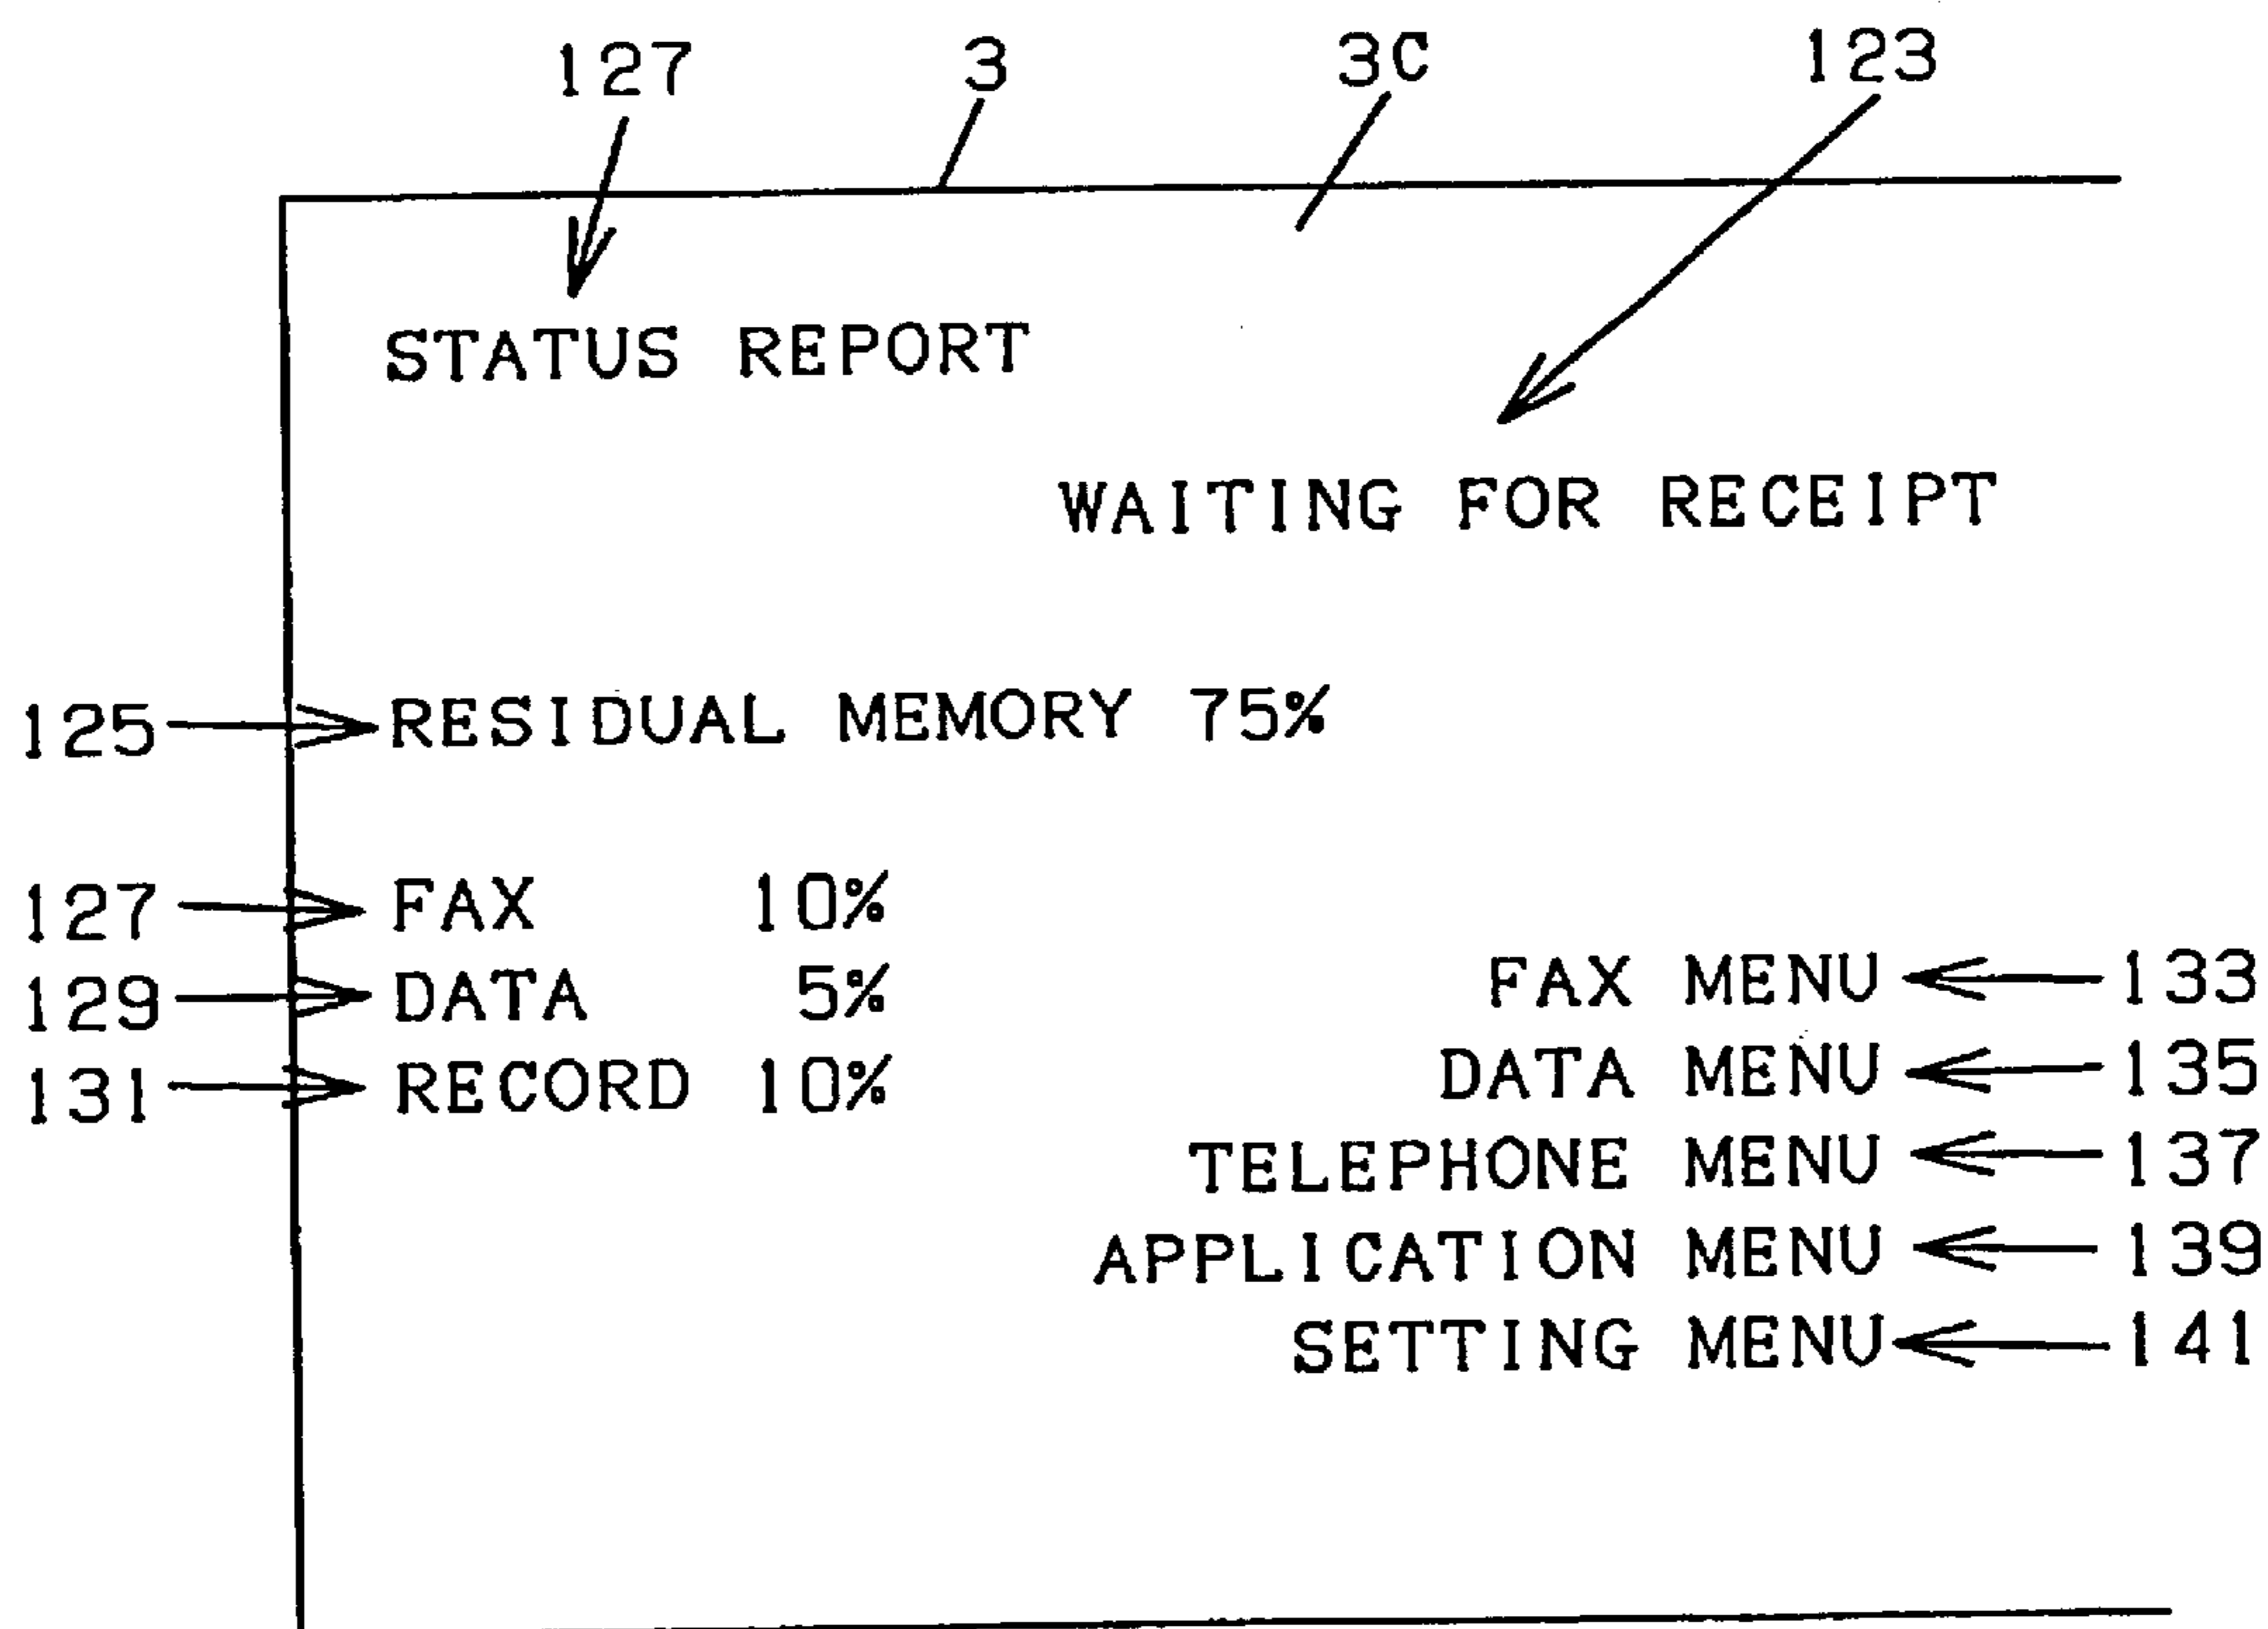 127 3 3C 123
STATUS REPORT
WAITING FOR RECEIPT
125 RESIDUAL MEMORY 75%
127 FAX 10%
FAX MENU 133
129 DATA 5%
DATA MENU 135
131 RECORD 10%
TELEPHONE MENU 137
APPLICATION MENU 139
SETTING MENU 141